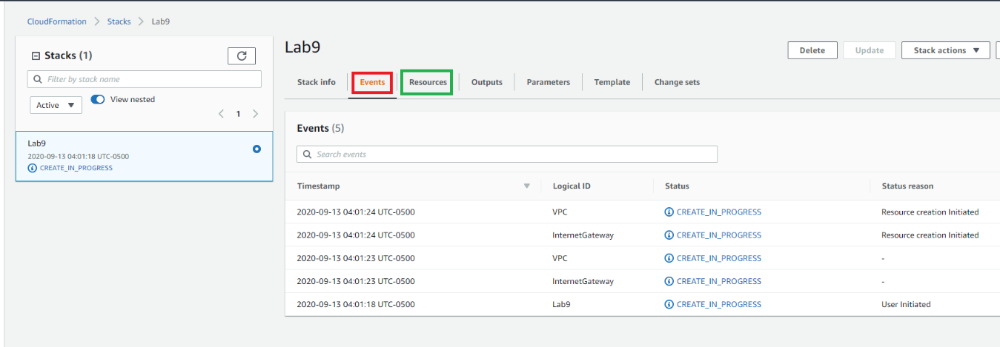 CloudFormation > Stacks > Lab9
Stacks (1)
Filter by stack name
Active
View nested
1
Lab9
2020-09-13 04:01:18 UTC-0500
CREATE_IN_PROGRESS
Lab9
Delete
Update
Stack actions
Stack info
Events
Resources
Outputs
Parameters
Template
Change sets
Events (5)
Search events
Timestamp Logical ID Status Status reason
2020-09-13 04:01:24 UTC-0500 VPC CREATE_IN_PROGRESS Resource creation Initiated
2020-09-13 04:01:24 UTC-0500 InternetGateway CREATE_IN_PROGRESS Resource creation Initiated
2020-09-13 04:01:23 UTC-0500 VPC CREATE_IN_PROGRESS -
2020-09-13 04:01:23 UTC-0500 InternetGateway CREATE_IN_PROGRESS -
2020-09-13 04:01:18 UTC-0500 Lab9 CREATE_IN_PROGRESS User Initiated